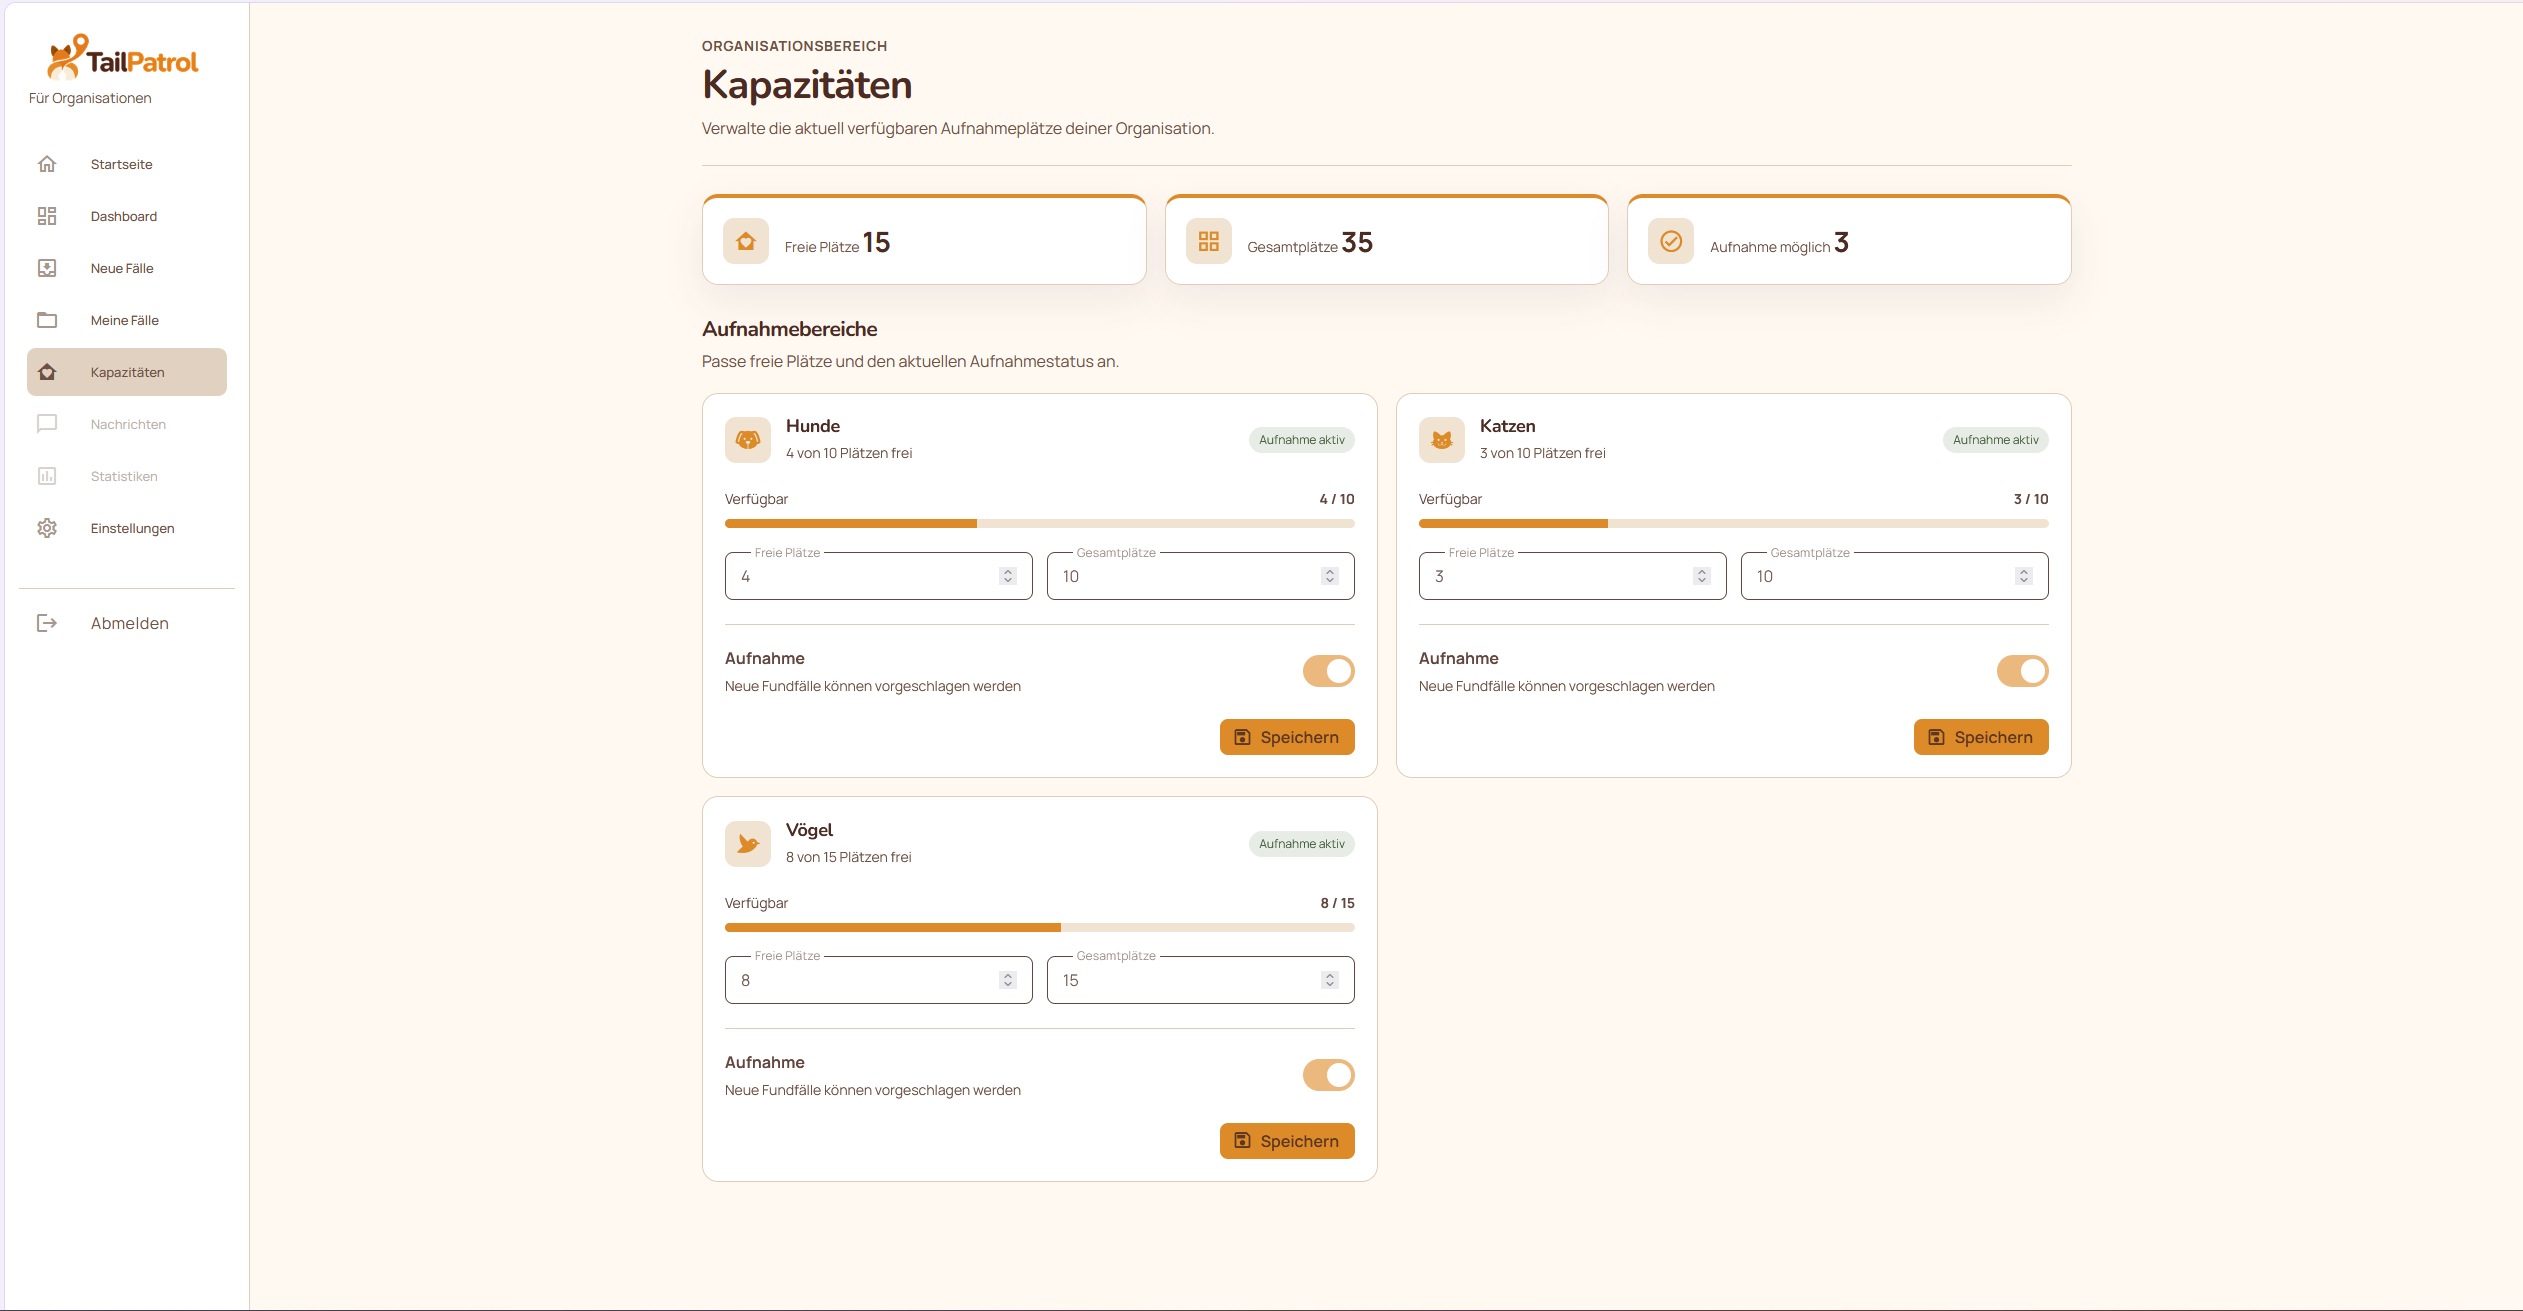 TailPatrol
Für Organisationen
Startseite
Dashboard
Neue Fälle
Meine Fälle
Kapazitäten
Nachrichten
Statistiken
Einstellungen
Abmelden
ORGANISATIONSBEREICH
Kapazitäten
Verwalte die aktuell verfügbaren Aufnahmeplätze deiner Organisation.
Freie Plätze 15
Gesamtplätze 35
Aufnahme möglich 3
Aufnahmebereiche
Passe freie Plätze und den aktuellen Aufnahmestatus an.
Hunde
4 von 10 Plätzen frei
Aufnahme aktiv
Verfügbar 4 / 10
Freie Plätze Gesamtplätze
4 10
Aufnahme
Neue Fundfälle können vorgeschlagen werden
Speichern
Katzen
3 von 10 Plätzen frei
Aufnahme aktiv
Verfügbar 3 / 10
Freie Plätze Gesamtplätze
3 10
Aufnahme
Neue Fundfälle können vorgeschlagen werden
Speichern
Vögel
8 von 15 Plätzen frei
Aufnahme aktiv
Verfügbar 8 / 15
Freie Plätze Gesamtplätze
8 15
Aufnahme
Neue Fundfälle können vorgeschlagen werden
Speichern